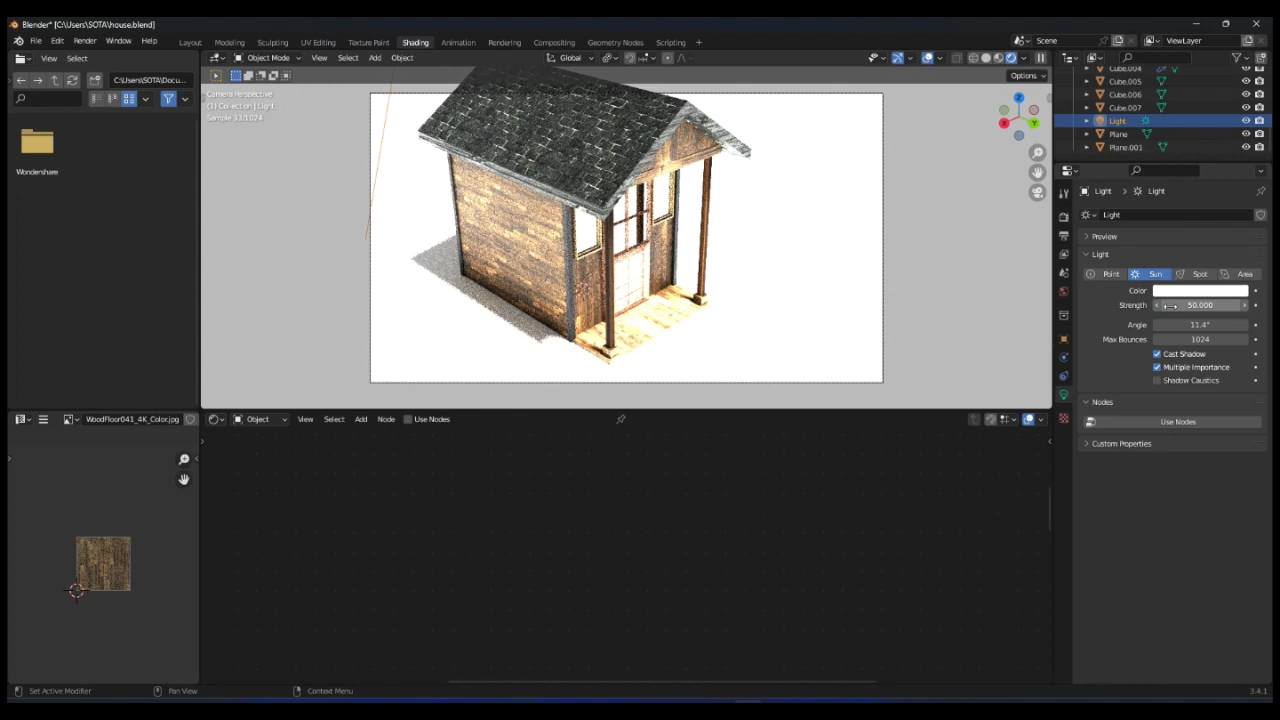 Blender* [C:\Users\SOTA\house.blend]
File Edit Render Window Help Layout Modeling Sculpting UV Editing Texture Paint Shading Animation Rendering Compositing Geometry Nodes Scripting + Scene ViewLayer
View Select Object Mode View Select Add Object Global
C:\Users\SOTA\Docu... Options
Camera Perspective
(1) Collection | Light
Sample 33/1024
Wondershare
X Y Z
Cube.004
Cube.005
Cube.006
Cube.007
Light
Plane
Plane.001
Light > Light
Light
Preview
Light
Point Sun Spot Area
Color
Strength 50.000
Angle 11.4°
Max Bounces 1024
Cast Shadow
Multiple Importance
Shadow Caustics
Nodes
Use Nodes
Custom Properties
WoodFloor041_4K_Color.jpg Object View Select Add Node Use Nodes
Set Active Modifier Pan View Context Menu 3.4.1